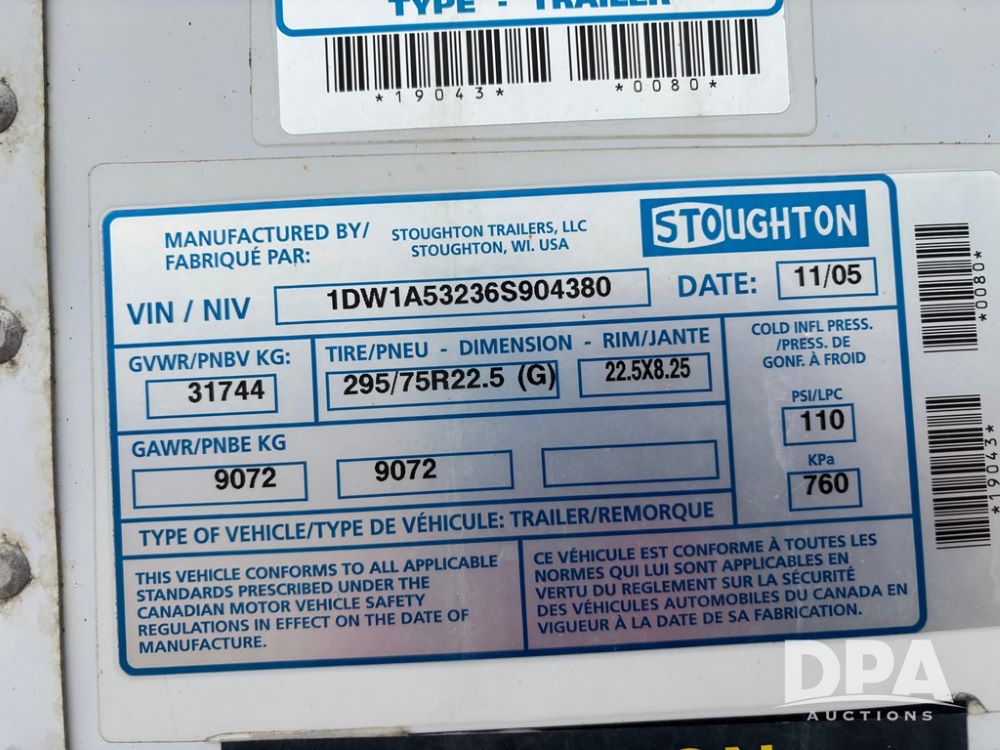 TYPE - TRAILER
*19043*
*0080*
MANUFACTURED BY/
FABRIQUÉ PAR:
STOUGHTON TRAILERS, LLC
STOUGHTON, WI. USA
STOUGHTON
VIN / NIV
1DW1A53236S904380
DATE:
11/05
GVWR/PNBV KG:
31744
TIRE/PNEU - DIMENSION - RIM/JANTE
295/75R22.5 (G)
22.5X8.25
COLD INFL PRESS.
/PRESS. DE
GONF. À FROID
PSI/LPC
110
KPa
760
GAWR/PNBE KG
9072
9072
TYPE OF VEHICLE/TYPE DE VÉHICULE: TRAILER/REMORQUE
THIS VEHICLE CONFORMS TO ALL APPLICABLE
STANDARDS PRESCRIBED UNDER THE
CANADIAN MOTOR VEHICLE SAFETY
REGULATIONS IN EFFECT ON THE DATE OF
MANUFACTURE.
CE VÉHICULE EST CONFORME À TOUTES LES
NORMES QUI LUI SONT APPLICABLES EN
VERTU DU REGLEMENT SUR LA SÉCURITÉ
DES VÉHICULES AUTOMOBILES DU CANADA EN
VIGUEUR À LA DATE DE SA FABRICATION.
*0080*
*19043*
DPA
AUCTIONS